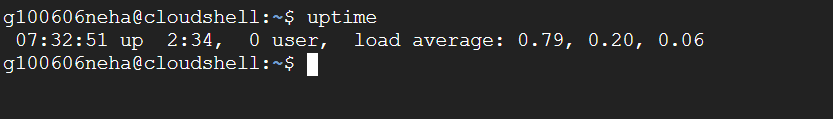 g100606neha@cloudshell:~$ uptime
 07:32:51 up  2:34,  0 user,  load average: 0.79, 0.20, 0.06
g100606neha@cloudshell:~$